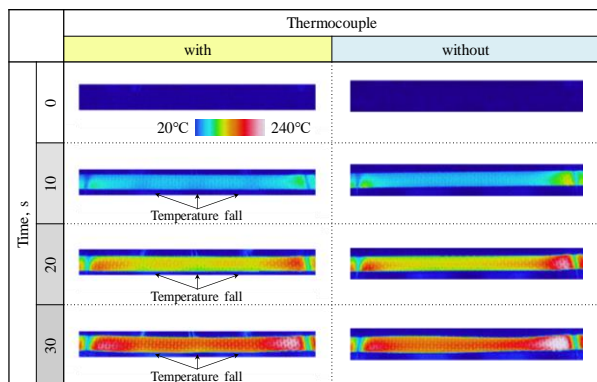 Thermocouple
with
without
Time, s
0
20℃
240℃
10
Temperature fall
20
Temperature fall
30
Temperature fall